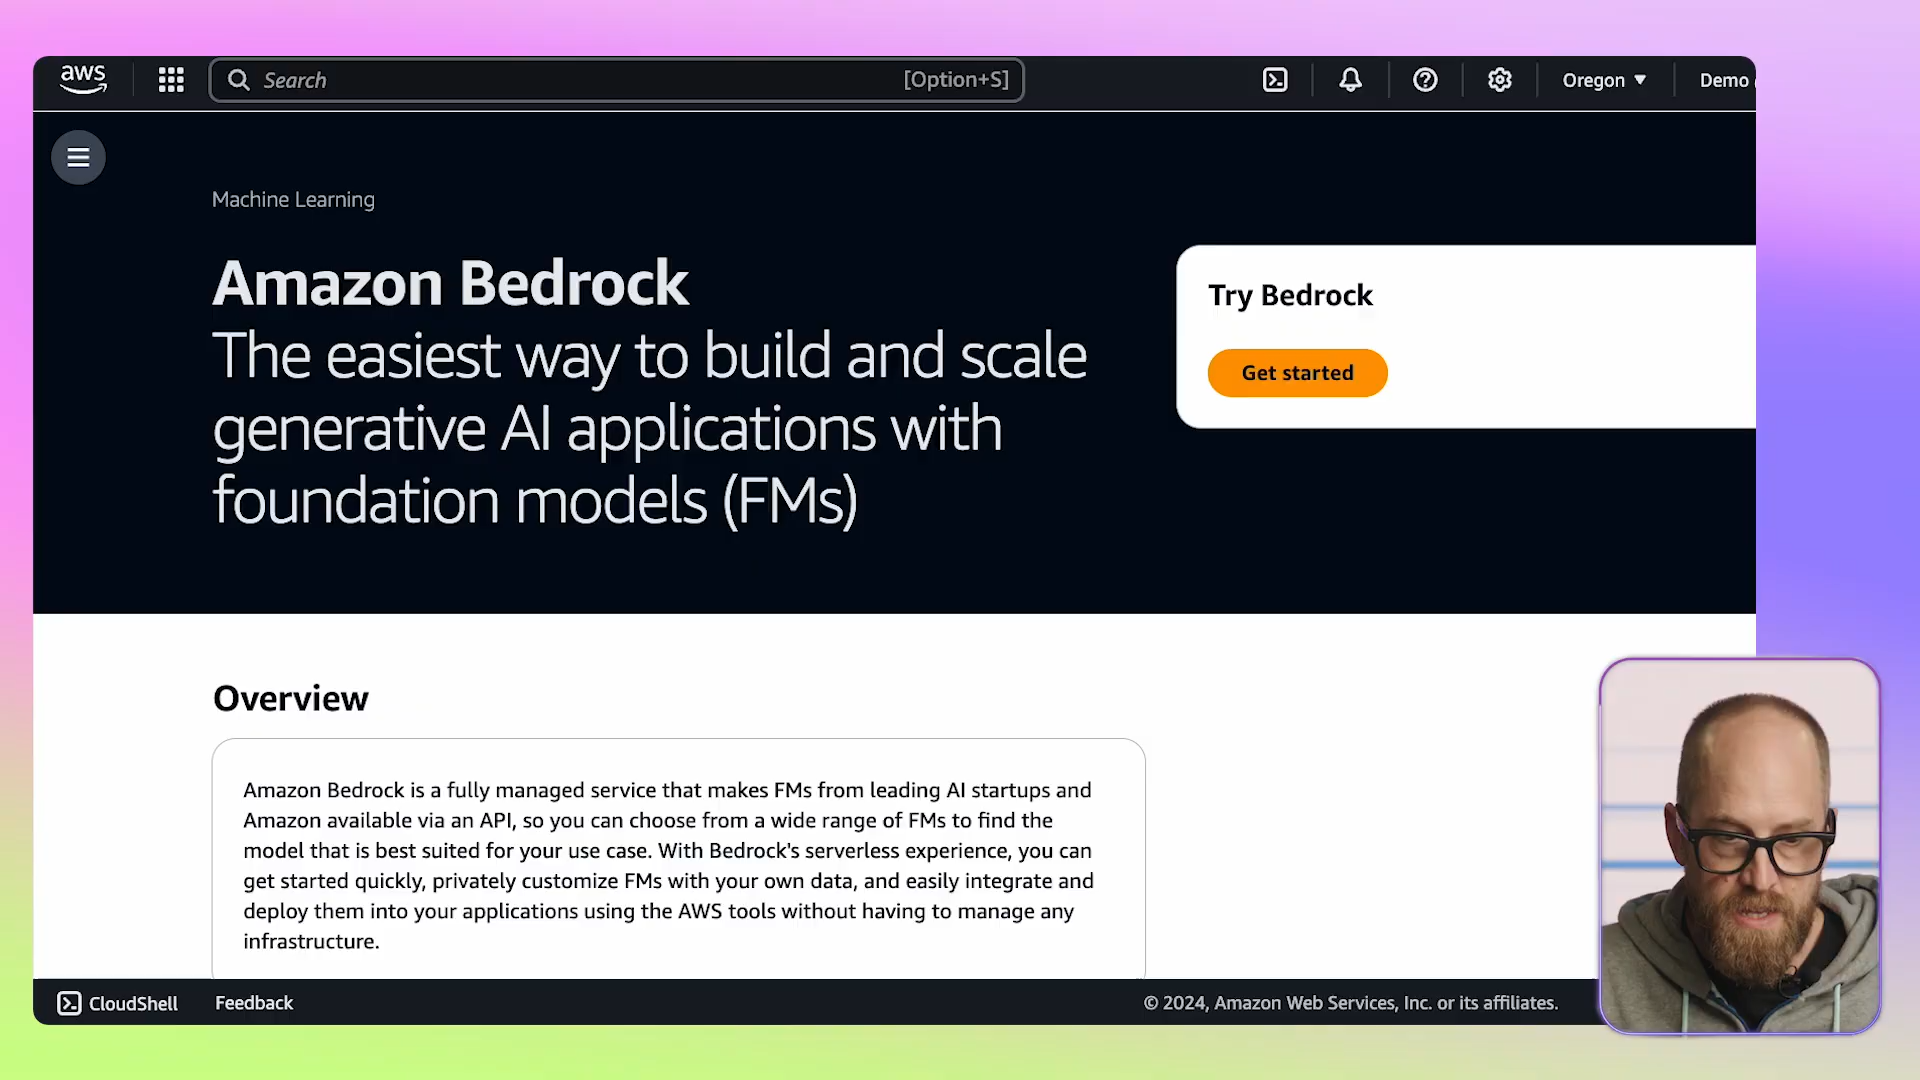 aws
Search [Option+S]
Oregon
Demo
Machine Learning
Amazon Bedrock
The easiest way to build and scale
generative AI applications with
foundation models (FMs)
Try Bedrock
Get started
Overview
Amazon Bedrock is a fully managed service that makes FMs from leading AI startups and
Amazon available via an API, so you can choose from a wide range of FMs to find the
model that is best suited for your use case. With Bedrock's serverless experience, you can
get started quickly, privately customize FMs with your own data, and easily integrate and
deploy them into your applications using the AWS tools without having to manage any
infrastructure.
CloudShell
Feedback
© 2024, Amazon Web Services, Inc. or its affiliates.